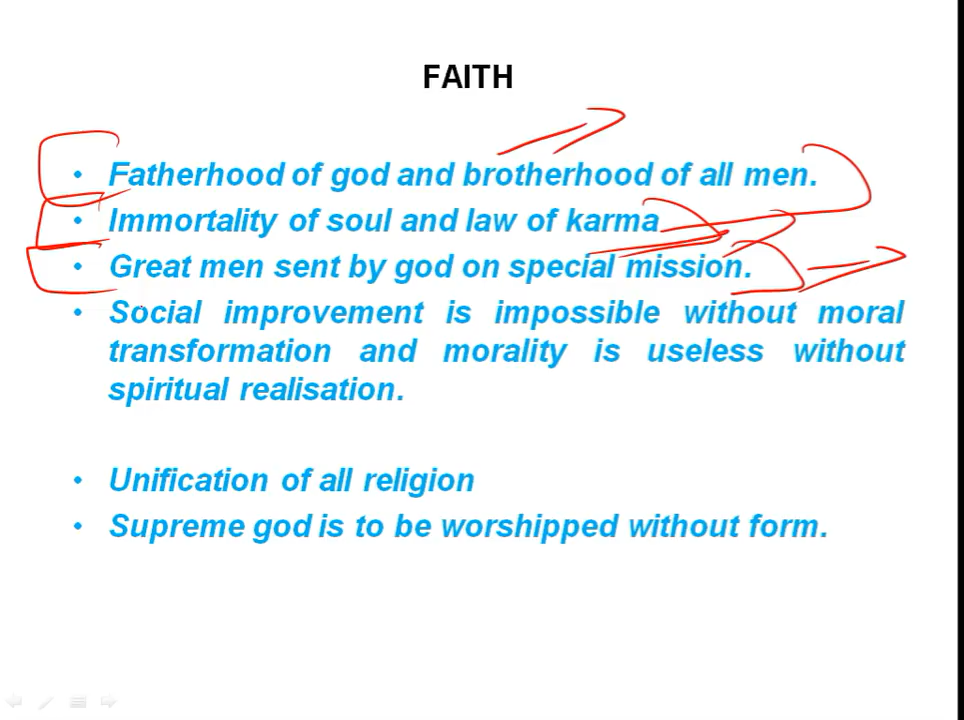 FAITH
• Fatherhood of god and brotherhood of all men.
• Immortality of soul and law of karma
• Great men sent by god on special mission.
• Social improvement is impossible without moral
transformation and morality is useless without
spiritual realisation.
• Unification of all religion
• Supreme god is to be worshipped without form.